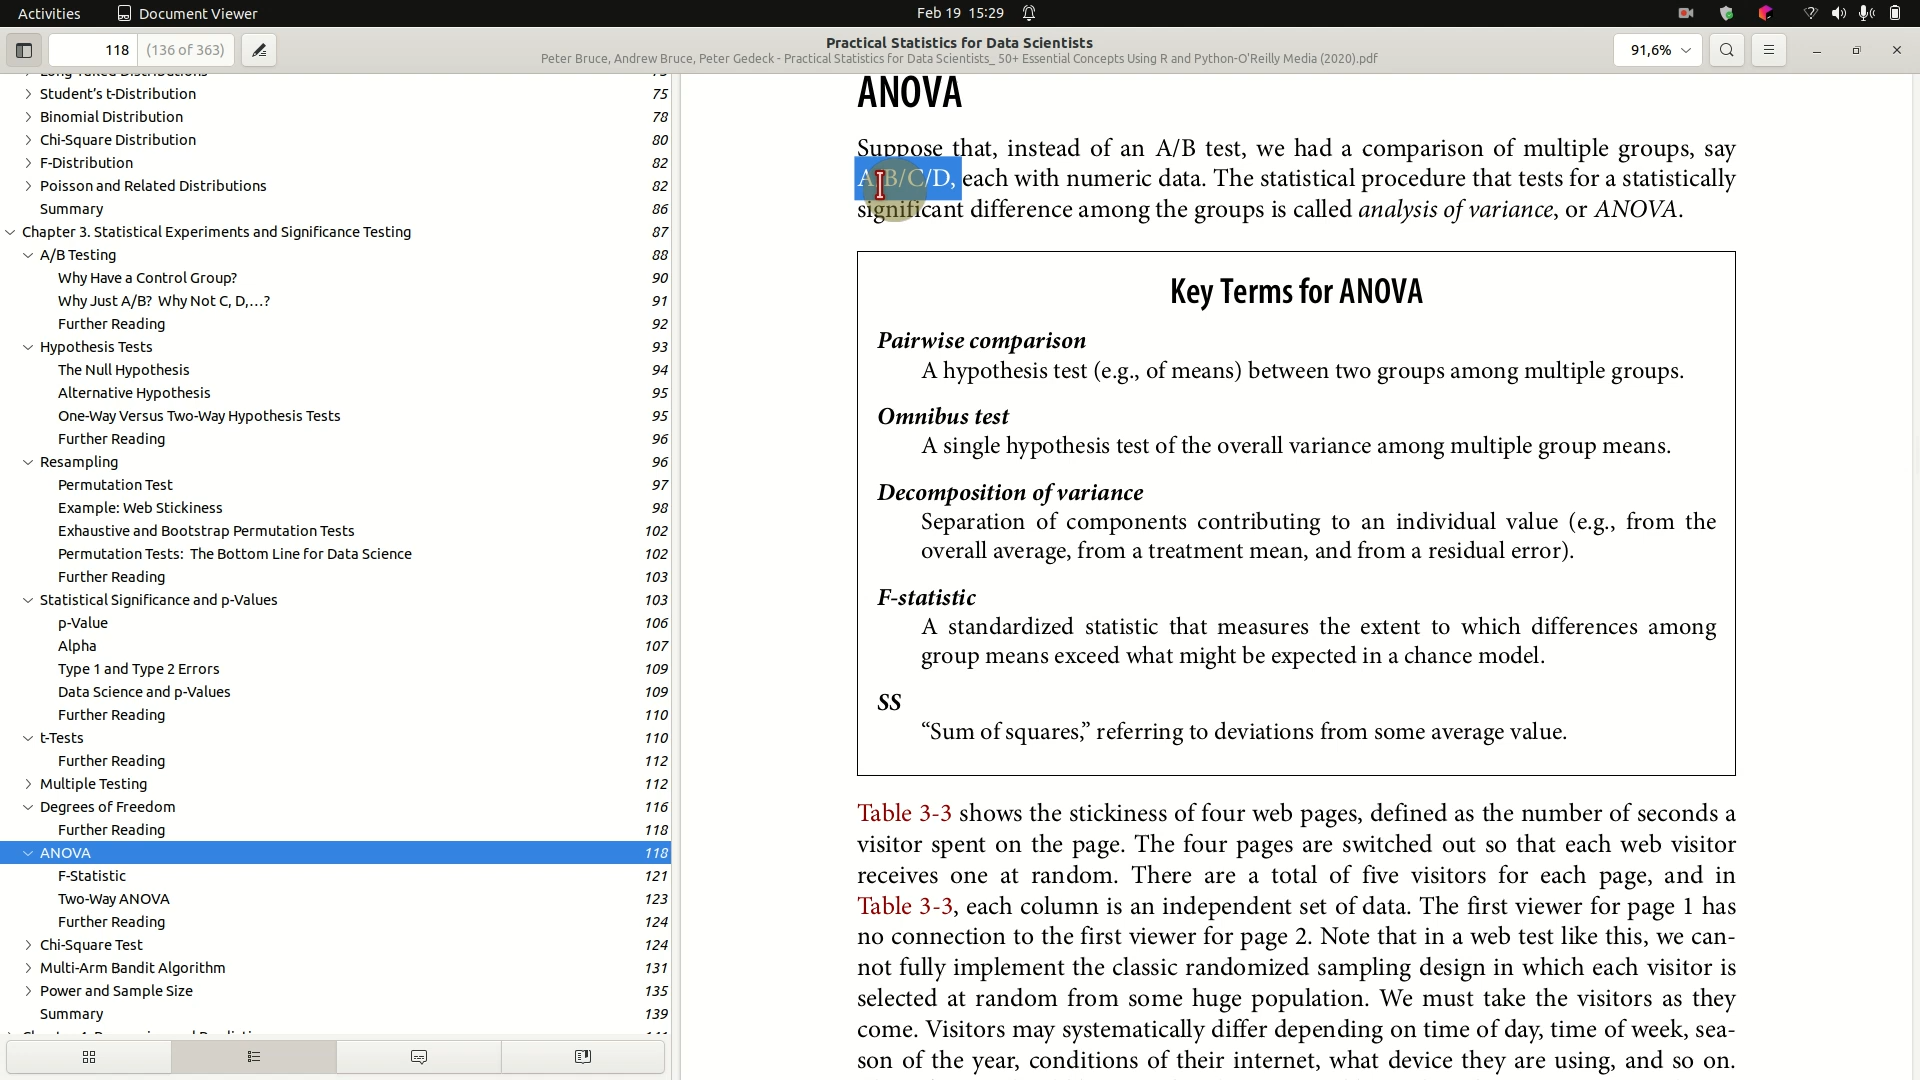 Activities
Document Viewer
Feb 19 15:29
118
(136 of 363)
Practical Statistics for Data Scientists
Peter Bruce, Andrew Bruce, Peter Gedeck - Practical Statistics for Data Scientists_ 50+ Essential Concepts Using R and Python-O'Reilly Media (2020).pdf
91,6%
Student's t-Distribution 75
Binomial Distribution 78
Chi-Square Distribution 80
F-Distribution 82
Poisson and Related Distributions 82
Summary 86
Chapter 3. Statistical Experiments and Significance Testing 87
A/B Testing 88
Why Have a Control Group? 90
Why Just A/B? Why Not C, D,...? 91
Further Reading 92
Hypothesis Tests 93
The Null Hypothesis 94
Alternative Hypothesis 95
One-Way Versus Two-Way Hypothesis Tests 95
Further Reading 96
Resampling 96
Permutation Test 97
Example: Web Stickiness 98
Exhaustive and Bootstrap Permutation Tests 102
Permutation Tests: The Bottom Line for Data Science 102
Further Reading 103
Statistical Significance and p-Values 103
p-Value 106
Alpha 107
Type 1 and Type 2 Errors 109
Data Science and p-Values 109
Further Reading 110
t-Tests 110
Further Reading 112
Multiple Testing 112
Degrees of Freedom 116
Further Reading 118
ANOVA 118
F-Statistic 121
Two-Way ANOVA 123
Further Reading 124
Chi-Square Test 124
Multi-Arm Bandit Algorithm 131
Power and Sample Size 135
Summary 139
ANOVA
Suppose that, instead of an A/B test, we had a comparison of multiple groups, say
A/B/C/D, each with numeric data. The statistical procedure that tests for a statistically
significant difference among the groups is called analysis of variance, or ANOVA.
Key Terms for ANOVA
Pairwise comparison
A hypothesis test (e.g., of means) between two groups among multiple groups.
Omnibus test
A single hypothesis test of the overall variance among multiple group means.
Decomposition of variance
Separation of components contributing to an individual value (e.g., from the
overall average, from a treatment mean, and from a residual error).
F-statistic
A standardized statistic that measures the extent to which differences among
group means exceed what might be expected in a chance model.
SS
“Sum of squares,” referring to deviations from some average value.
Table 3-3 shows the stickiness of four web pages, defined as the number of seconds a
visitor spent on the page. The four pages are switched out so that each web visitor
receives one at random. There are a total of five visitors for each page, and in
Table 3-3, each column is an independent set of data. The first viewer for page 1 has
no connection to the first viewer for page 2. Note that in a web test like this, we can-
not fully implement the classic randomized sampling design in which each visitor is
selected at random from some huge population. We must take the visitors as they
come. Visitors may systematically differ depending on time of day, time of week, sea-
son of the year, conditions of their internet, what device they are using, and so on.